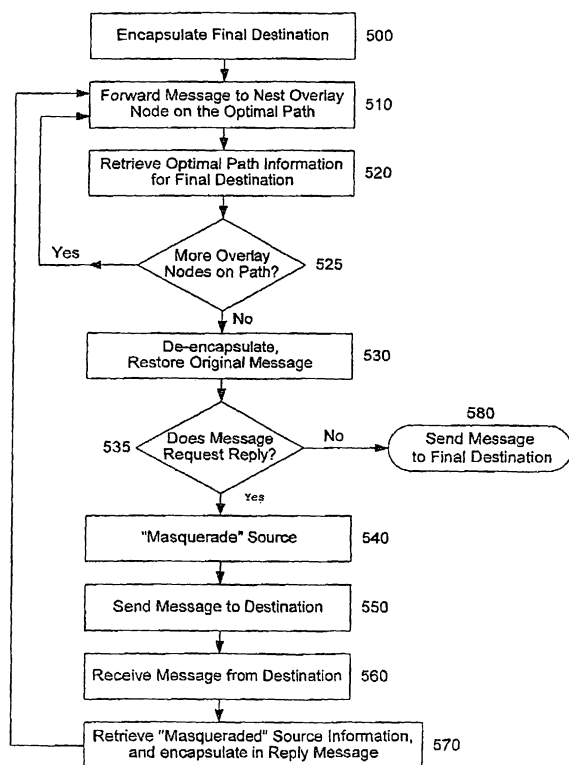 Encapsulate Final Destination
500
Forward Message to Nest Overlay
Node on the Optimal Path
510
Retrieve Optimal Path Information
for Final Destination
520
Yes
More Overlay
Nodes on Path?
525
No
De-encapsulate,
Restore Original Message
530
580
535
Does Message
Request Reply?
No
Send Message
to Final Destination
Yes
"Masquerade" Source
540
Send Message to Destination
550
Receive Message from Destination
560
Retrieve "Masqueraded" Source Information,
and encapsulate in Reply Message
570